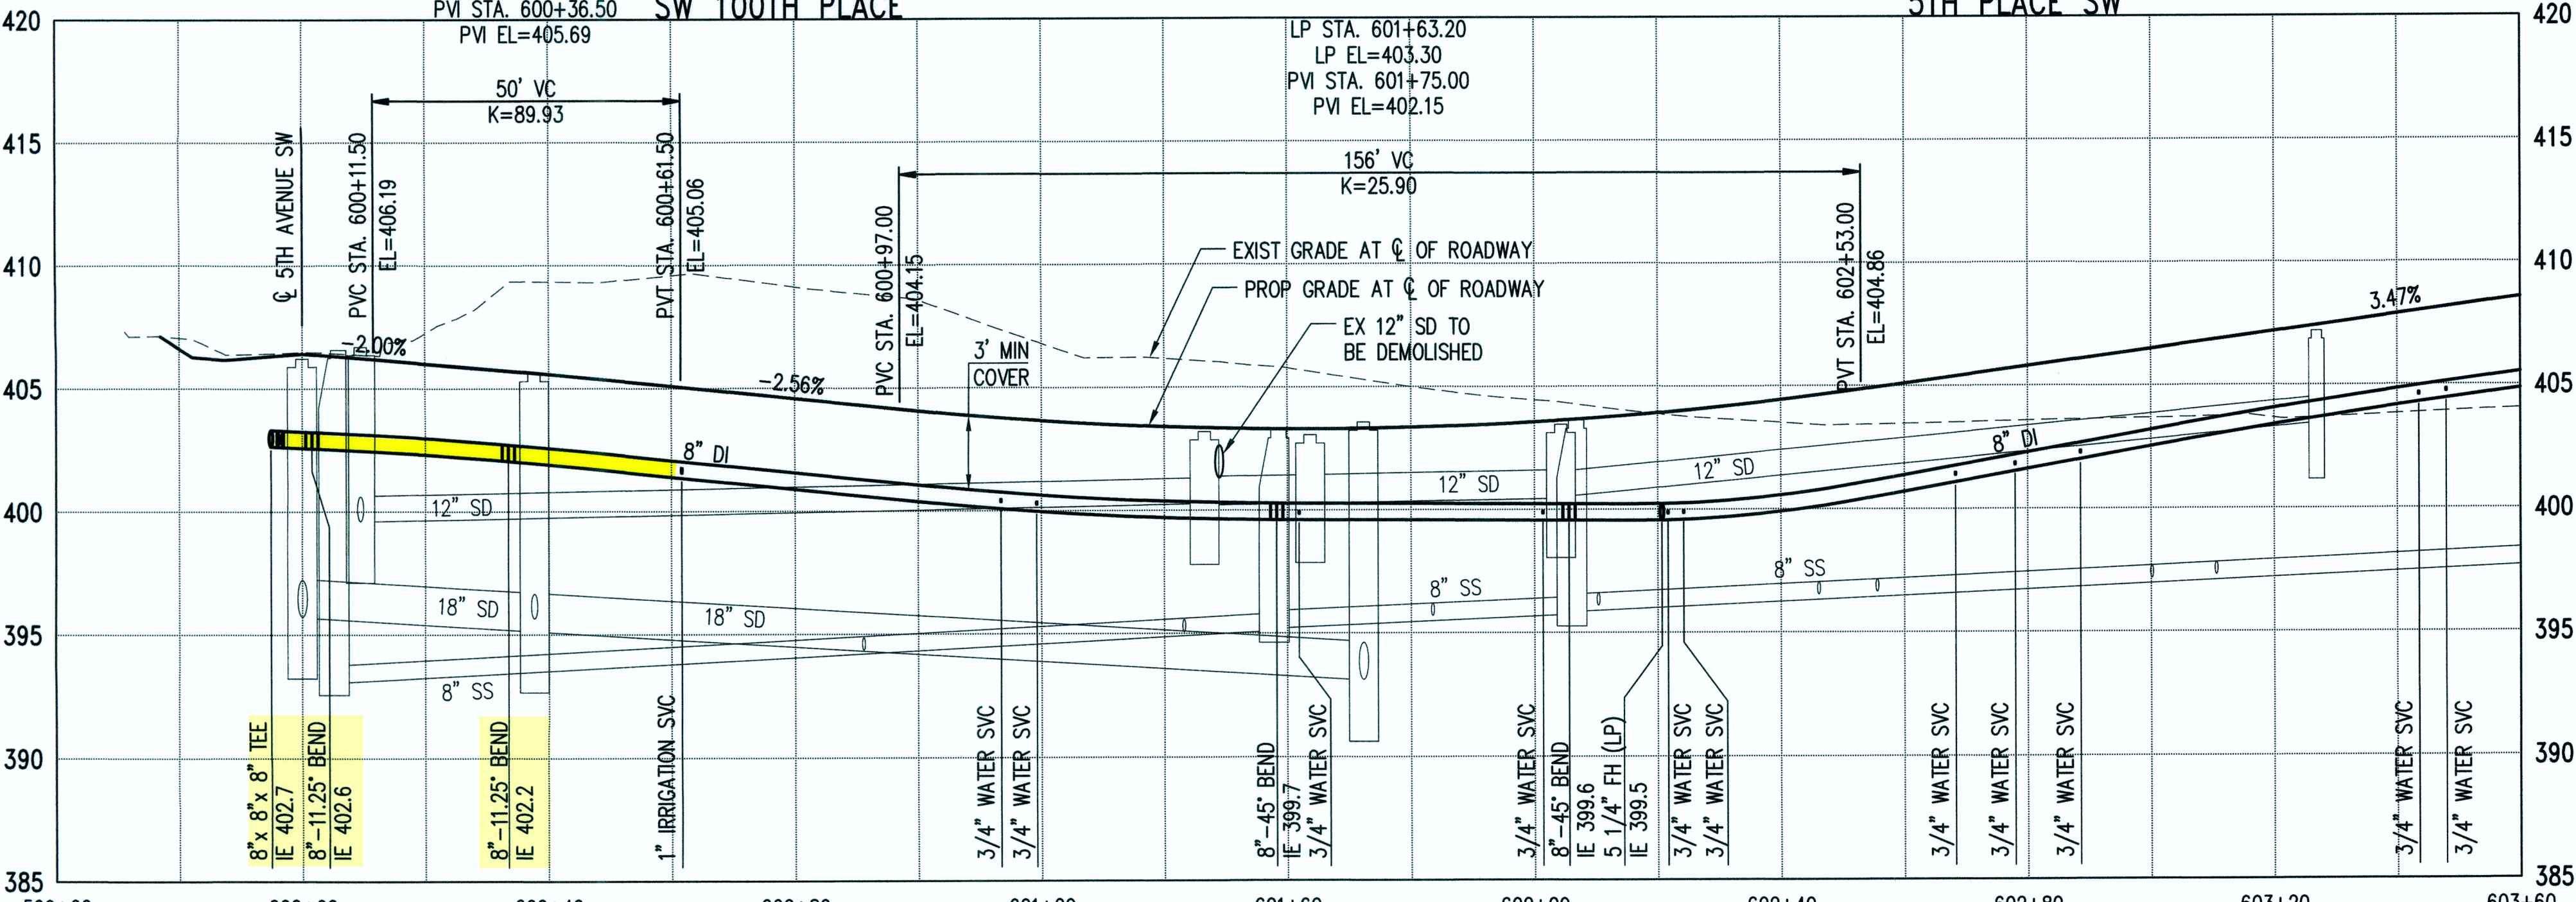 PVI STA. 600+36.50
PVI EL=405.69
SW 100TH PLACE
5TH PLACE SW
LP STA. 601+63.20
LP EL=403.30
PVI STA. 601+75.00
PVI EL=402.15
420
415
410
405
400
395
390
385
420
415
410
405
400
395
390
385
50' VC
K=89.93
156' VC
K=25.90
℄ 5TH AVENUE SW
PVC STA. 600+11.50
EL=406.19
PVT STA. 600+61.50
EL=405.06
PVC STA. 600+97.00
EL=404.15
PVT STA. 602+53.00
EL=404.86
EXIST GRADE AT ℄ OF ROADWAY
PROP GRADE AT ℄ OF ROADWAY
EX 12" SD TO
BE DEMOLISHED
3' MIN
COVER
-2.00%
-2.56%
3.47%
8" DI
8" DI
12" SD
12" SD
12" SD
18" SD
18" SD
8" SS
8" SS
8" SS
8" x 8" x 8" TEE
IE 402.7
8"-11.25° BEND
IE 402.6
8"-11.25° BEND
IE 402.2
1" IRRIGATION SVC
3/4" WATER SVC
3/4" WATER SVC
8"-45° BEND
IE 399.7
3/4" WATER SVC
3/4" WATER SVC
8"-45° BEND
IE 399.6
5 1/4" FH (LP)
IE 399.5
3/4" WATER SVC
3/4" WATER SVC
3/4" WATER SVC
3/4" WATER SVC
3/4" WATER SVC
3/4" WATER SVC
3/4" WATER SVC
603+20
603+60